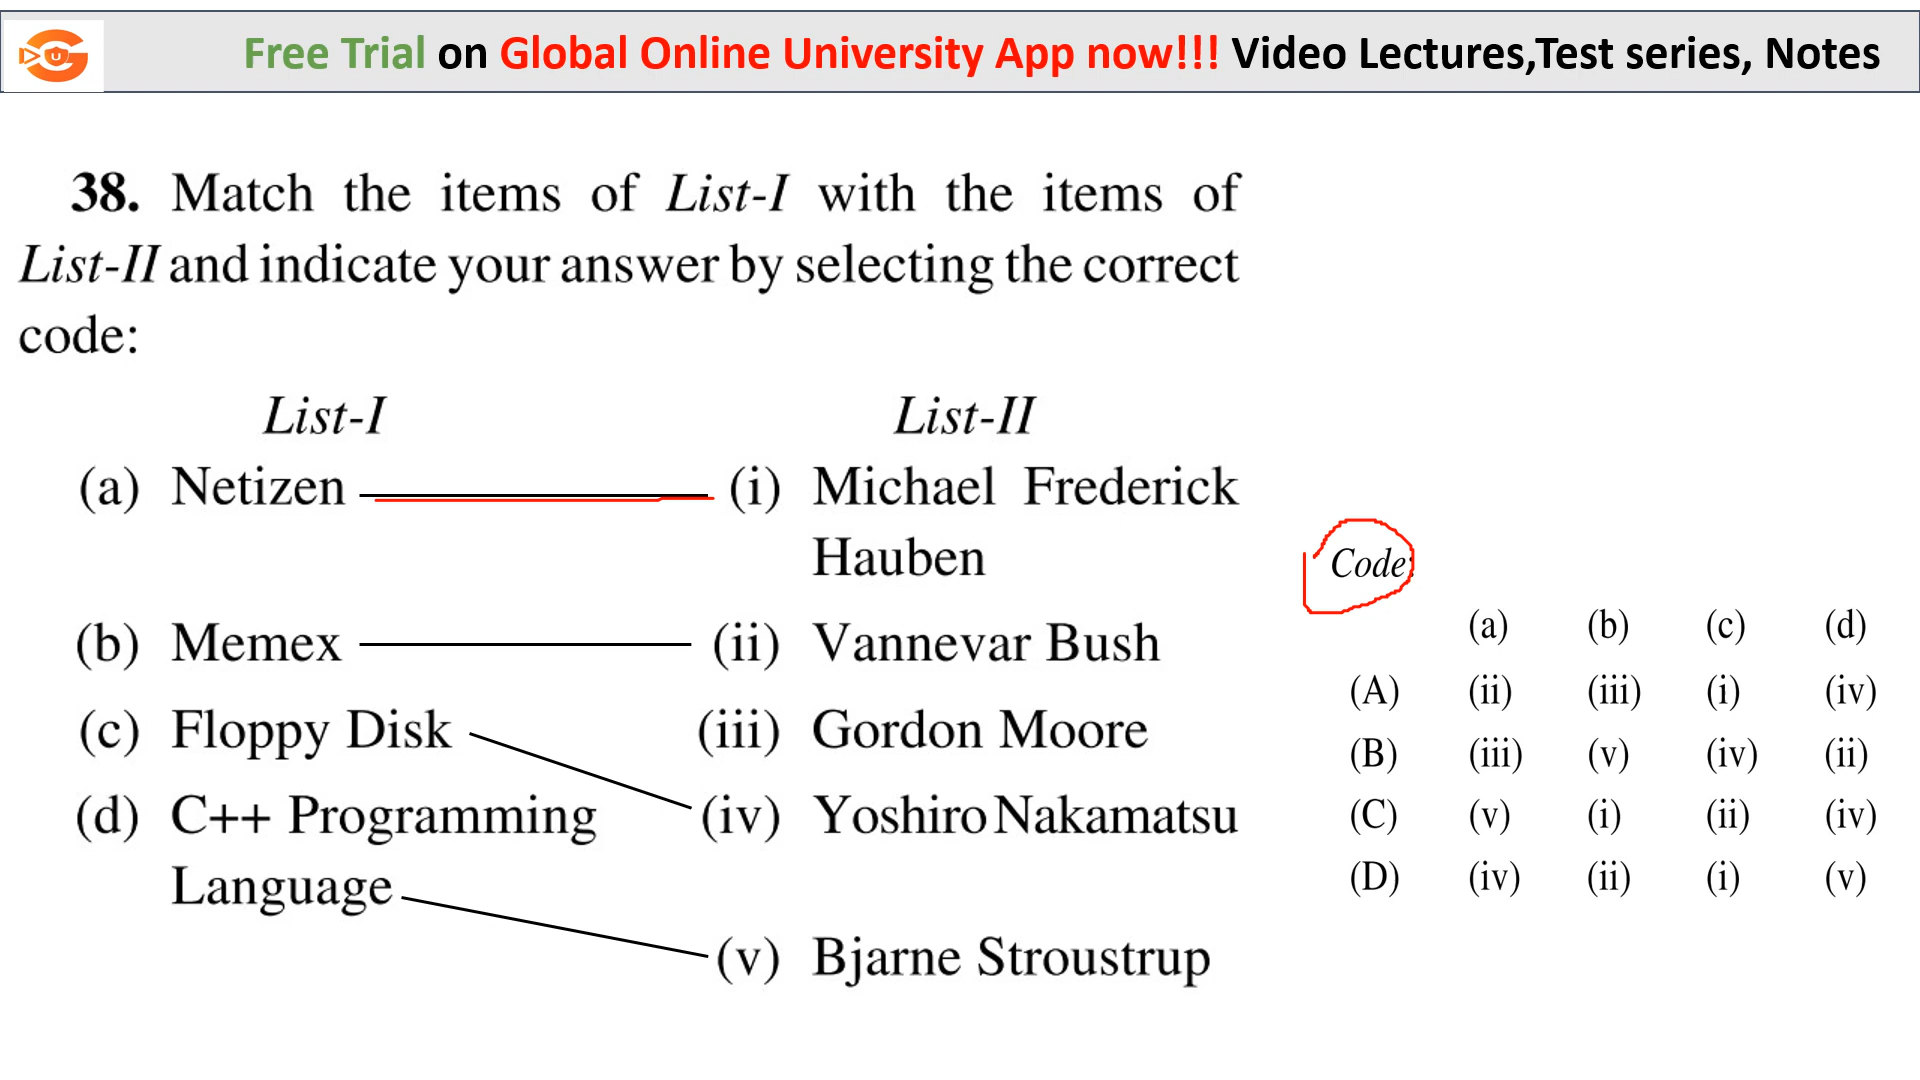 U
Free Trial on Global Online University App now!!! Video Lectures,Test series, Notes
38. Match the items of List-I with the items of
List-II and indicate your answer by selecting the correct
code:
List-I List-II
(a) Netizen (i) Michael Frederick
Hauben
(b) Memex (ii) Vannevar Bush
(c) Floppy Disk (iii) Gordon Moore
(d) C++ Programming (iv) Yoshiro Nakamatsu
Language
(v) Bjarne Stroustrup
Code:
(a) (b) (c) (d)
(A) (ii) (iii) (i) (iv)
(B) (iii) (v) (iv) (ii)
(C) (v) (i) (ii) (iv)
(D) (iv) (ii) (i) (v)